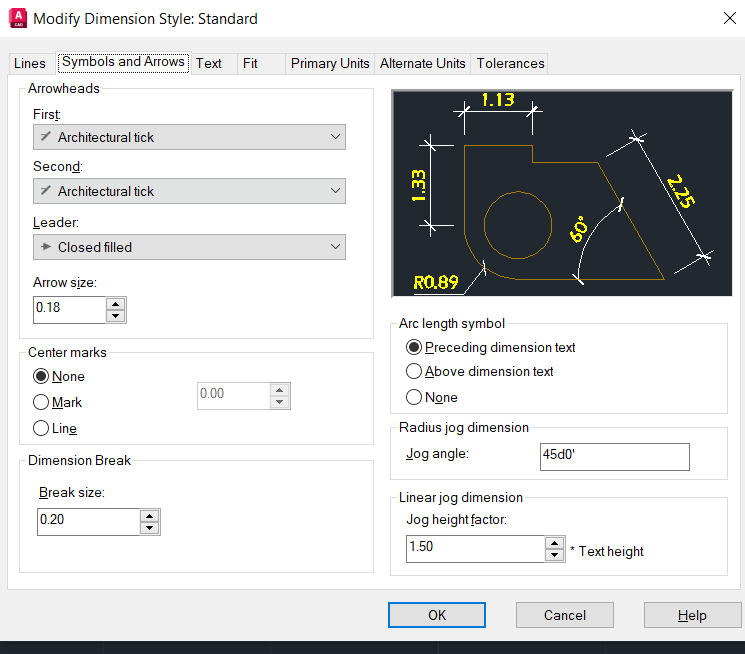 A
CAD
Modify Dimension Style: Standard
Lines Symbols and Arrows Text Fit Primary Units Alternate Units Tolerances
Arrowheads
First:
Architectural tick
Second:
Architectural tick
Leader:
Closed filled
Arrow size:
0.18
Center marks
None
Mark
Line
0.00
Dimension Break
Break size:
0.20
1.13
1.33
2.25
60°
R0.89
Arc length symbol
Preceding dimension text
Above dimension text
None
Radius jog dimension
Jog angle:
45d0'
Linear jog dimension
Jog height factor:
1.50
* Text height
OK Cancel Help